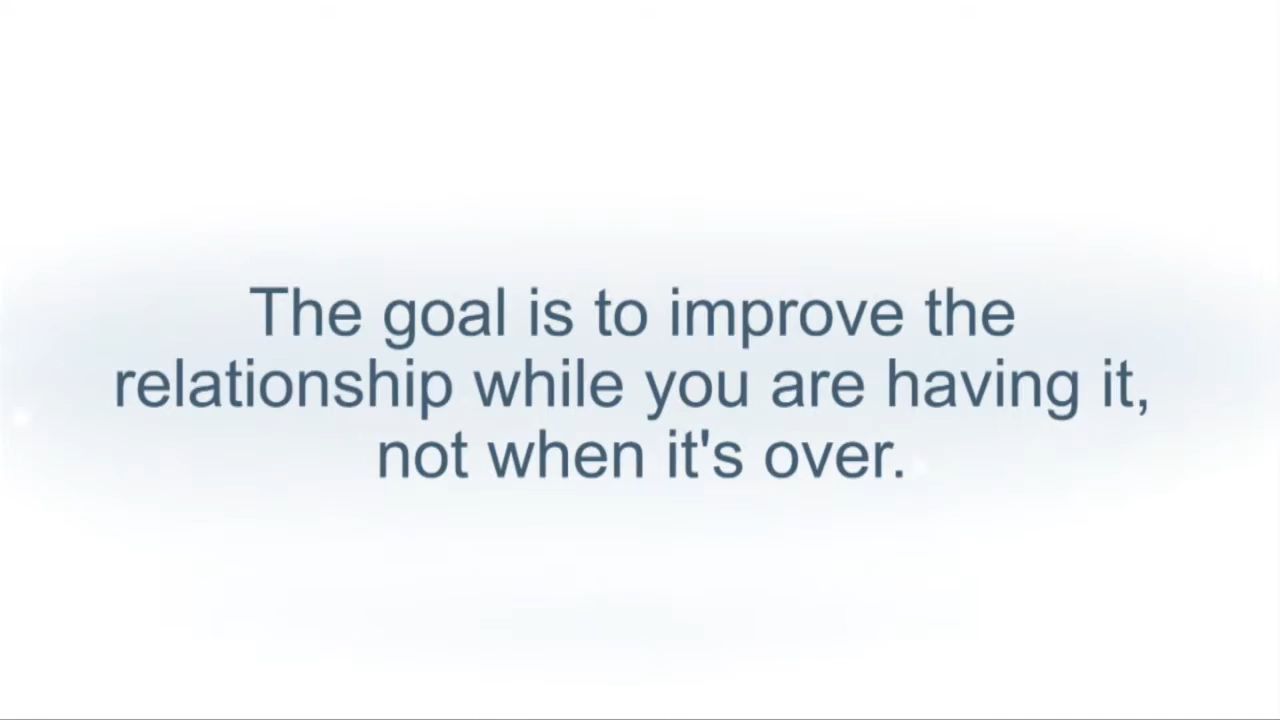 The goal is to improve the
relationship while you are having it,
not when it's over.